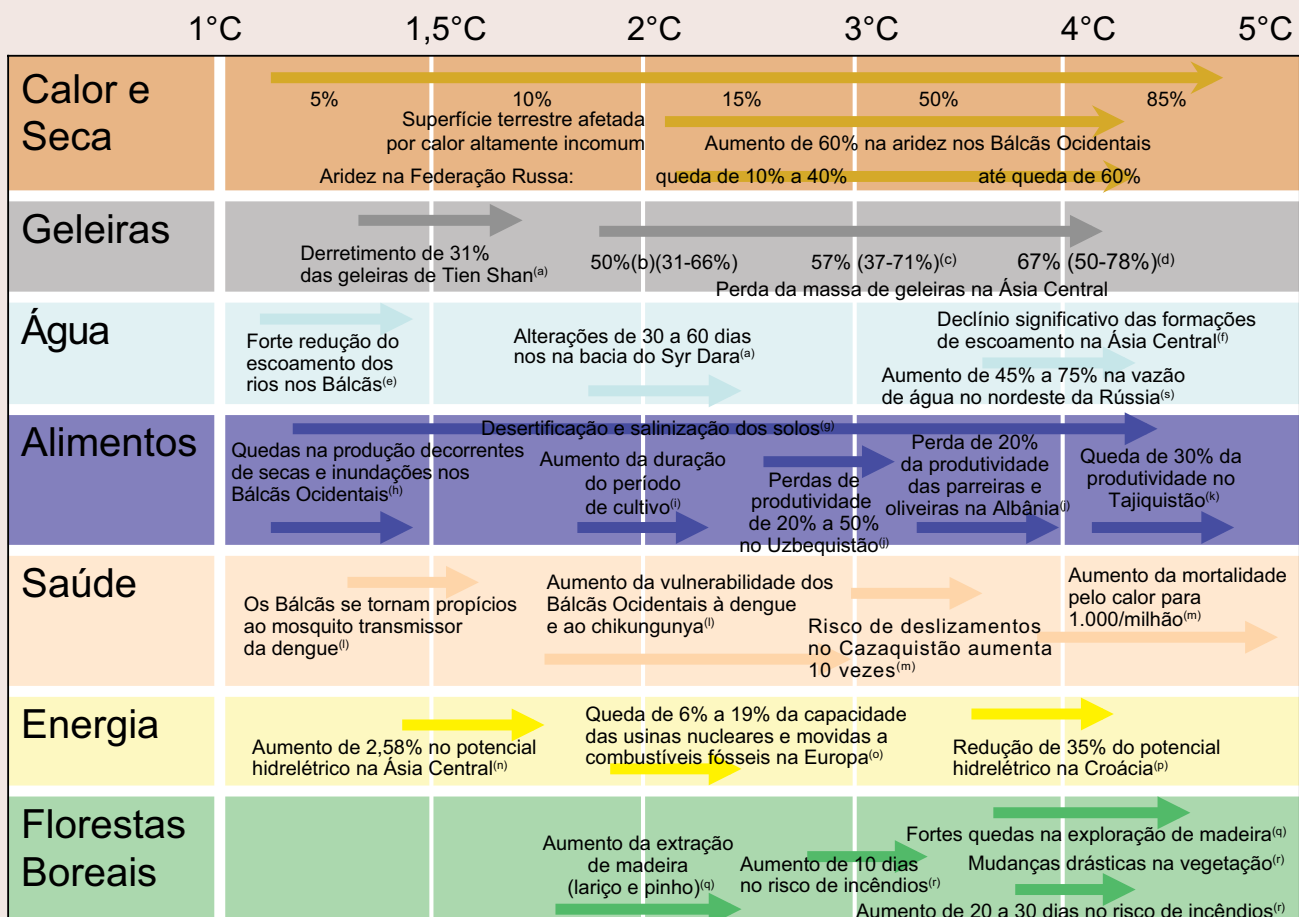 1°C 1,5°C 2°C 3°C 4°C 5°C
Calor e
Seca
5% 10% 15% 50% 85%
Superfície terrestre afetada
por calor altamente incomum
Aumento de 60% na aridez nos Bálcãs Ocidentais
Aridez na Federação Russa: queda de 10% a 40% até queda de 60%
Geleiras
Derretimento de 31%
das geleiras de Tien Shan(a)
50%(b)(31-66%) 57% (37-71%)(c) 67% (50-78%)(d)
Perda da massa de geleiras na Ásia Central
Água
Forte redução do
escoamento dos
rios nos Bálcãs(e)
Alterações de 30 a 60 dias
nos na bacia do Syr Dara(a)
Declínio significativo das formações
de escoamento na Ásia Central(f)
Aumento de 45% a 75% na vazão
de água no nordeste da Rússia(s)
Alimentos
Desertificação e salinização dos solos(g)
Quedas na produção decorrentes
de secas e inundações nos
Bálcãs Ocidentais(h)
Aumento da duração
do período
de cultivo(i)
Perdas de
produtividade
de 20% a 50%
no Uzbequistão(j)
Perda de 20%
da produtividade
das parreiras e
oliveiras na Albânia(j)
Queda de 30% da
produtividade no
Tajiquistão(k)
Saúde
Os Bálcãs se tornam propícios
ao mosquito transmissor
da dengue(l)
Aumento da vulnerabilidade dos
Bálcãs Ocidentais à dengue
e ao chikungunya(l)
Risco de deslizamentos
no Cazaquistão aumenta
10 vezes(m)
Aumento da mortalidade
pelo calor para
1.000/milhão(m)
Energia
Aumento de 2,58% no potencial
hidrelétrico na Ásia Central(n)
Queda de 6% a 19% da capacidade
das usinas nucleares e movidas a
combustíveis fósseis na Europa(o)
Redução de 35% do potencial
hidrelétrico na Croácia(p)
Florestas
Boreais
Aumento da extração
de madeira
(lariço e pinho)(q)
Aumento de 10 dias
no risco de incêndios(r)
Fortes quedas na exploração de madeira(q)
Mudanças drásticas na vegetação(r)
Aumento de 20 a 30 dias no risco de incêndios(r)